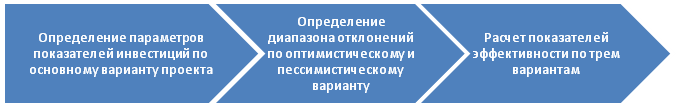 Определение параметров
показателей инвестиций по
основному варианту проекта
Определение
диапазона отклонений
по оптимистическому и
пессимистическому
варианту
Расчет показателей
эффективности по трем
вариантам